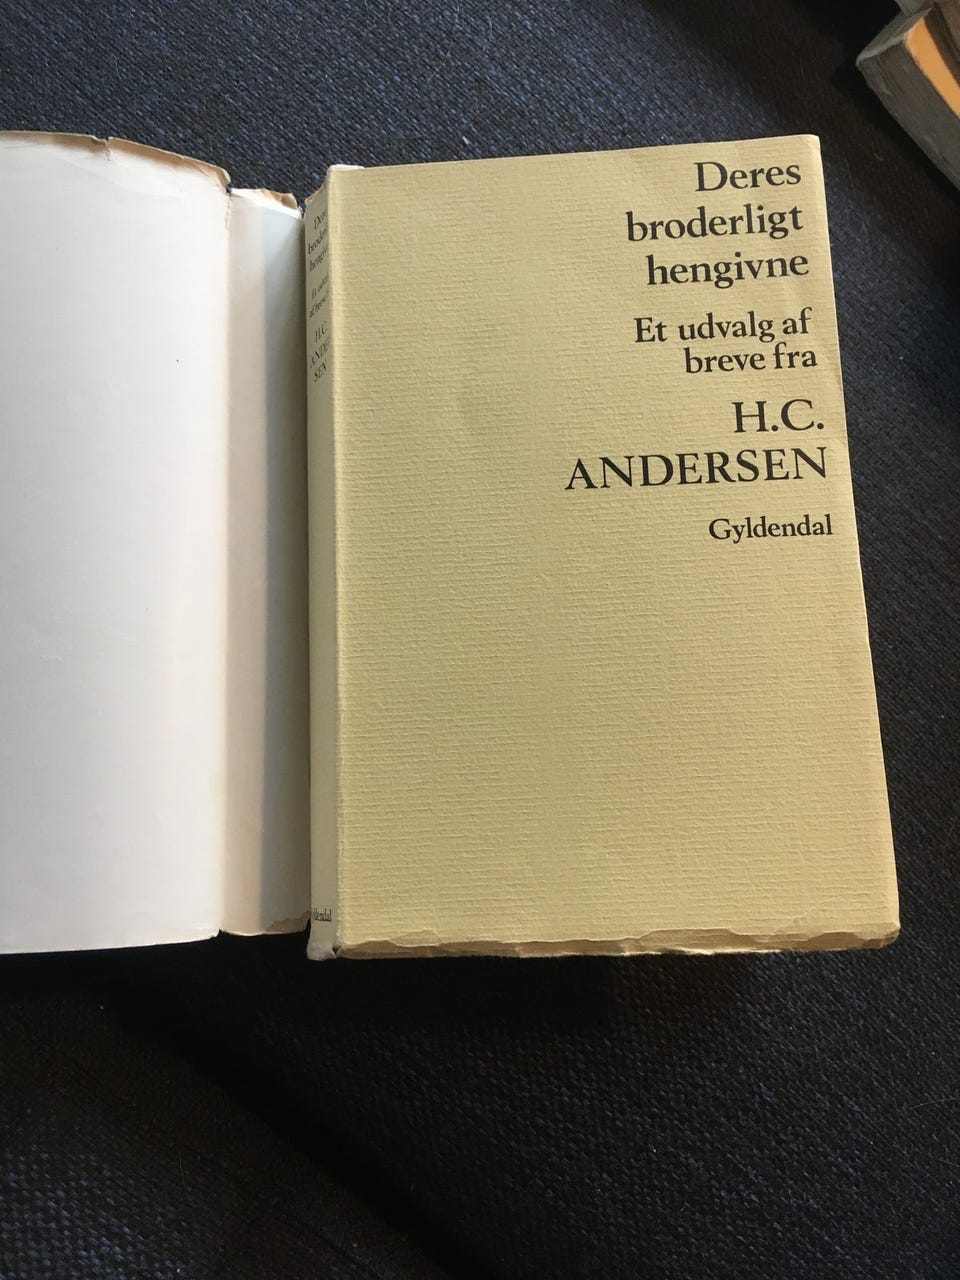 Deres
broderligt
hengivne
Et udvalg af
breve fra
H.C.
ANDERSEN
Gyldendal
H.C.